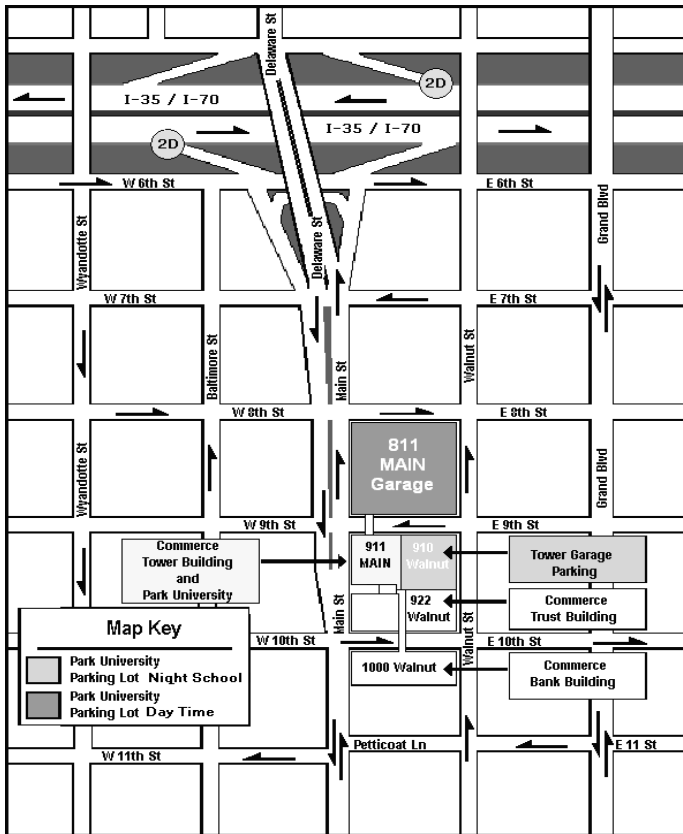 Delaware St
2D
I-35 / I-70
2D
I-35 / I-70
W 6th St
E 6th St
Wyandotte St
Delaware St
Grand Blvd
W 7th St
E 7th St
Baltimore St
Main St
Walnut St
W 8th St
E 8th St
811
MAIN
Garage
Wyandotte St
Grand Blvd
W 9th St
E 9th St
Commerce
Tower Building
and
Park University
911
MAIN
910
Walnut
Tower Garage
Parking
922
Walnut
Commerce
Trust Building
Main St
Walnut St
Map Key
Park University
Parking Lot Night School
Park University
Parking Lot Day Time
W 10th St
E 10th St
1000 Walnut
Commerce
Bank Building
W 11th St
Petticoat Ln
E 11 St